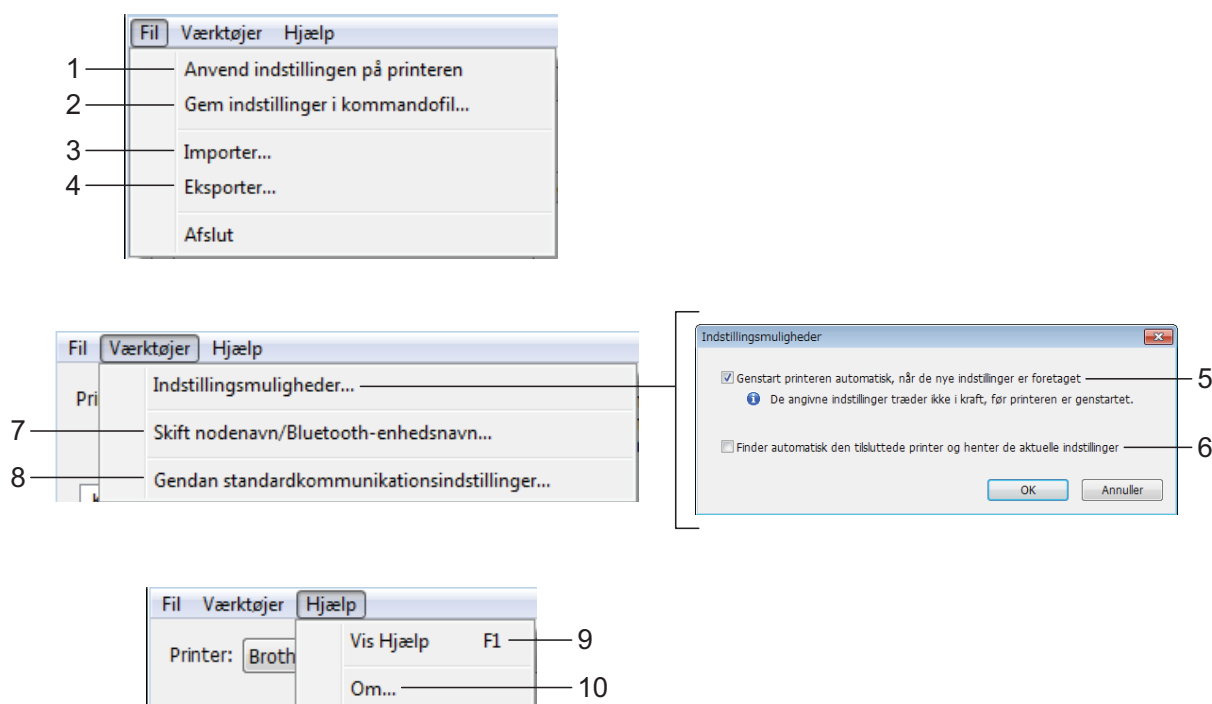 Fil Værktøjer Hjælp
1 Anvend indstillingen på printeren
2 Gem indstillinger i kommandofil...
3 Importer...
4 Eksporter...
Afslut
Fil Værktøjer Hjælp
Pri
Indstillingsmuligheder...
7 Skift nodenavn/Bluetooth-enhedsnavn...
8 Gendan standardkommunikationsindstillinger...
Indstillingsmuligheder
Genstart printeren automatisk, når de nye indstillinger er foretaget 5
De angivne indstillinger træder ikke i kraft, før printeren er genstartet.
Finder automatisk den tilsluttede printer og henter de aktuelle indstillinger 6
OK Annuller
Fil Værktøjer Hjælp
Printer: Broth
Vis Hjælp F1 9
Om... 10